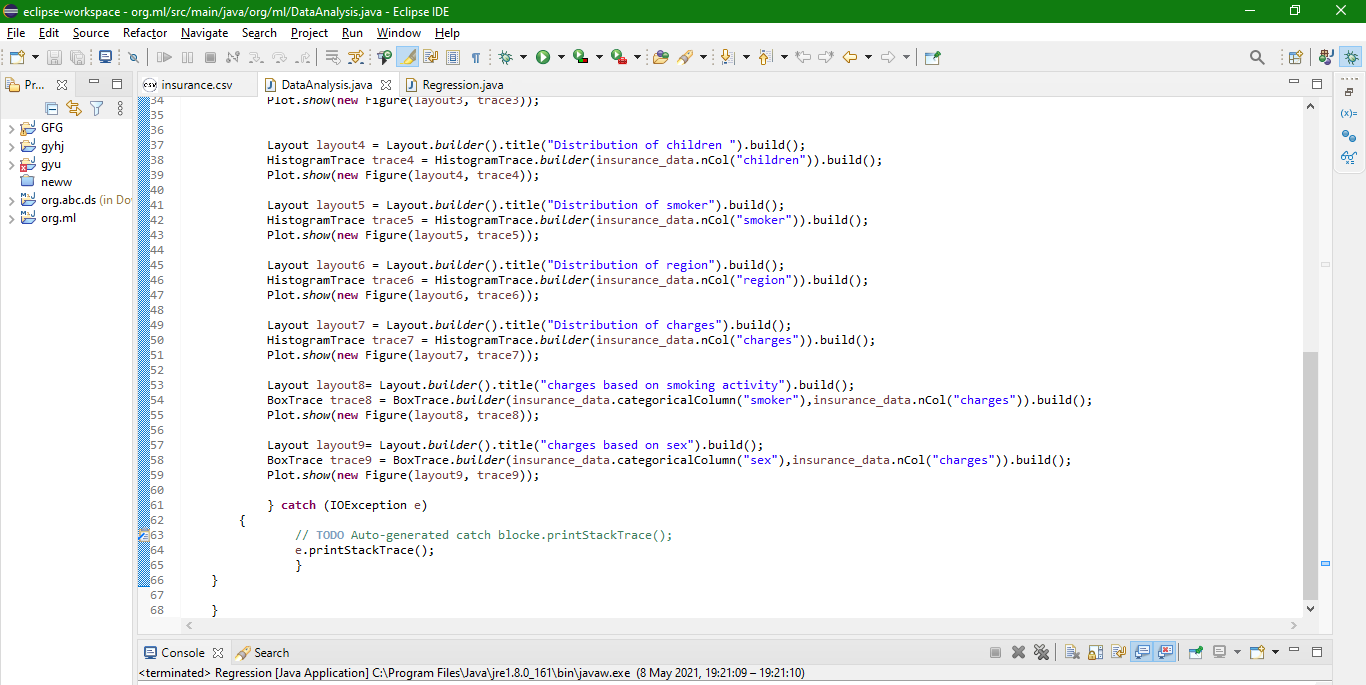 eclipse-workspace - org.ml/src/main/java/org/ml/DataAnalysis.java - Eclipse IDE
File Edit Source Refactor Navigate Search Project Run Window Help
Pr...
insurance.csv DataAnalysis.java Regression.java
GFG
gyhj
gyu
neww
org.abc.ds (in Do
org.ml
34 Plot.show(new Figure(layout3, trace3));
35
36
37 Layout layout4 = Layout.builder().title("Distribution of children ").build();
38 HistogramTrace trace4 = HistogramTrace.builder(insurance_data.nCol("children")).build();
39 Plot.show(new Figure(layout4, trace4));
40
41 Layout layout5 = Layout.builder().title("Distribution of smoker").build();
42 HistogramTrace trace5 = HistogramTrace.builder(insurance_data.nCol("smoker")).build();
43 Plot.show(new Figure(layout5, trace5));
44
45 Layout layout6 = Layout.builder().title("Distribution of region").build();
46 HistogramTrace trace6 = HistogramTrace.builder(insurance_data.nCol("region")).build();
47 Plot.show(new Figure(layout6, trace6));
48
49 Layout layout7 = Layout.builder().title("Distribution of charges").build();
50 HistogramTrace trace7 = HistogramTrace.builder(insurance_data.nCol("charges")).build();
51 Plot.show(new Figure(layout7, trace7));
52
53 Layout layout8= Layout.builder().title("charges based on smoking activity").build();
54 BoxTrace trace8 = BoxTrace.builder(insurance_data.categoricalColumn("smoker"),insurance_data.nCol("charges")).build();
55 Plot.show(new Figure(layout8, trace8));
56
57 Layout layout9= Layout.builder().title("charges based on sex").build();
58 BoxTrace trace9 = BoxTrace.builder(insurance_data.categoricalColumn("sex"),insurance_data.nCol("charges")).build();
59 Plot.show(new Figure(layout9, trace9));
60
61 } catch (IOException e)
62 {
63 // TODO Auto-generated catch blocke.printStackTrace();
64 e.printStackTrace();
65 }
66 }
67
68 }
Console Search
<terminated> Regression [Java Application] C:\Program Files\Java\jre1.8.0_161\bin\javaw.exe (8 May 2021, 19:21:09 – 19:21:10)